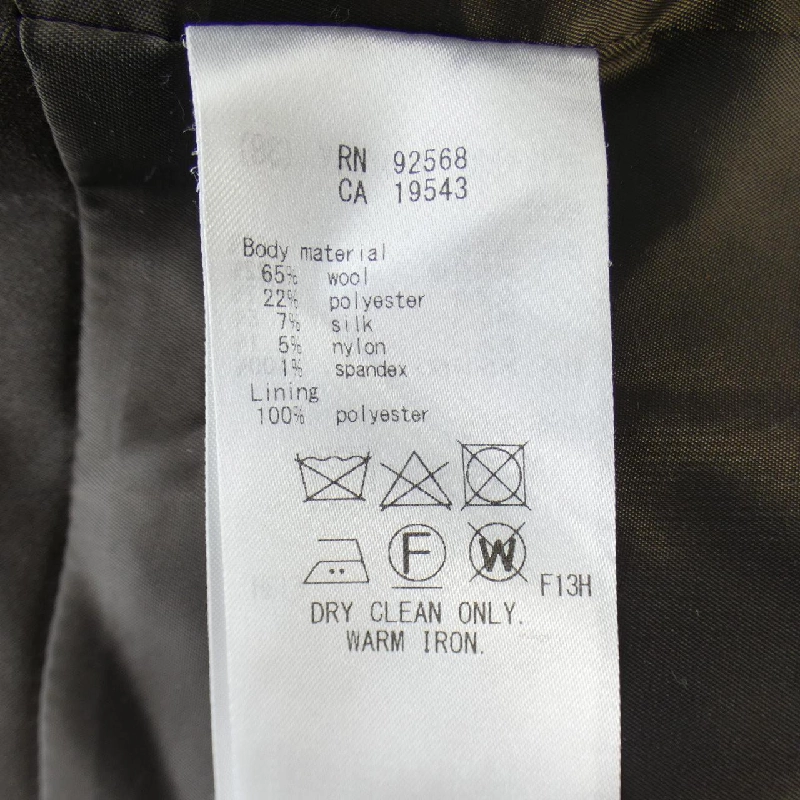 RN 92568
CA 19543
Body material
65% wool
22% polyester
7% silk
5% nylon
1% spandex
Lining
100% polyester
F W F13H
DRY CLEAN ONLY.
WARM IRON.